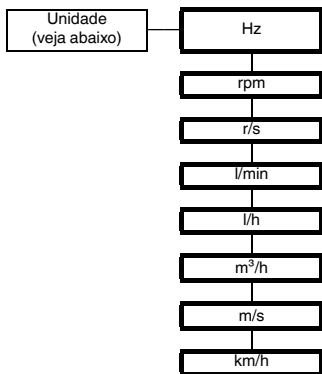 Unidade
(veja abaixo)
Hz
rpm
r/s
l/min
l/h
m³/h
m/s
km/h